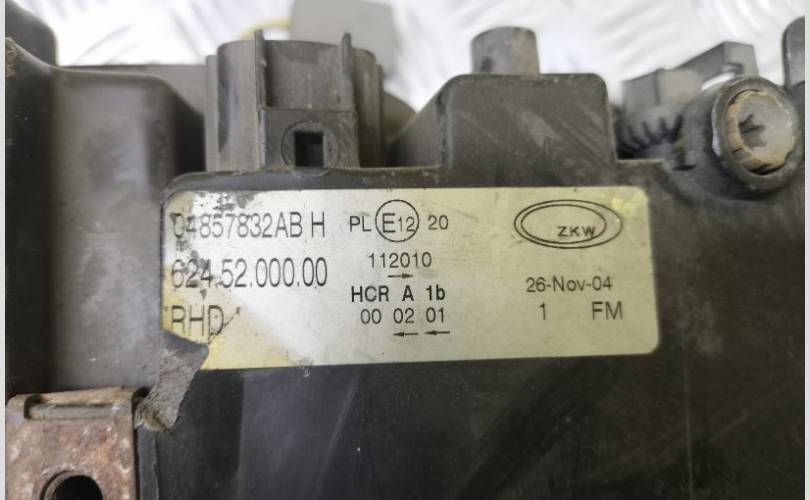 04857832AB H
624.52.000.00
RHD
PL E12 20
112010
→
HCR A 1b
00 02 01
← ←
ZKW
26-Nov-04
1 FM